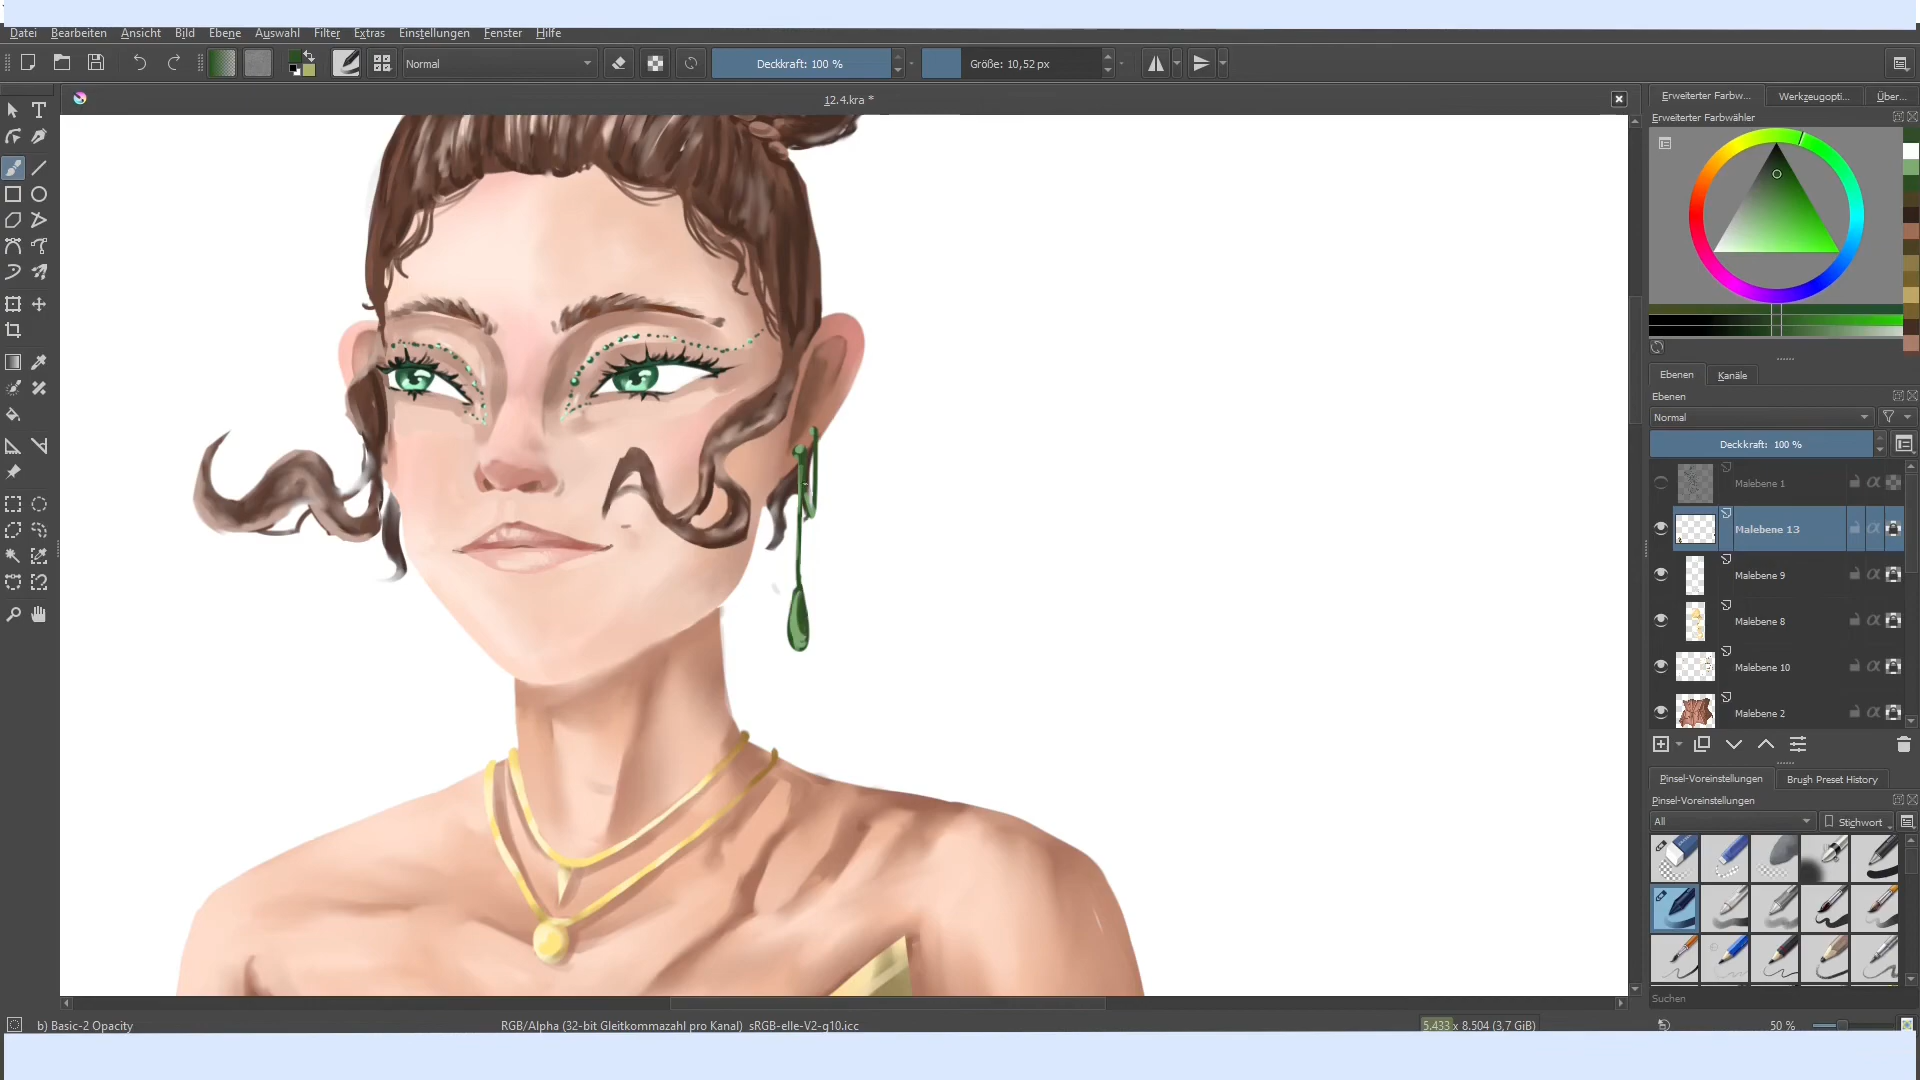 Datei Bearbeiten Ansicht Bild Ebene Auswahl Filter Extras Einstellungen Fenster Hilfe
Normal
Deckkraft: 100 %
Größe: 10,52 px
12.4.kra *
Erweiterter Farbw...
Werkzeugopti...
Über...
Erweiterter Farbwähler
Ebenen
Kanäle
Ebenen
Normal
Deckkraft: 100 %
Malebene 1
Malebene 13
Malebene 9
Malebene 8
Malebene 10
Malebene 2
Pinsel-Voreinstellungen
Brush Preset History
Pinsel-Voreinstellungen
All
Stichwort
Suchen
b) Basic-2 Opacity
RGB/Alpha (32-bit Gleitkommazahl pro Kanal) sRGB-elle-V2-g10.icc
5.433 x 8.504 (3,7 GiB)
50 %